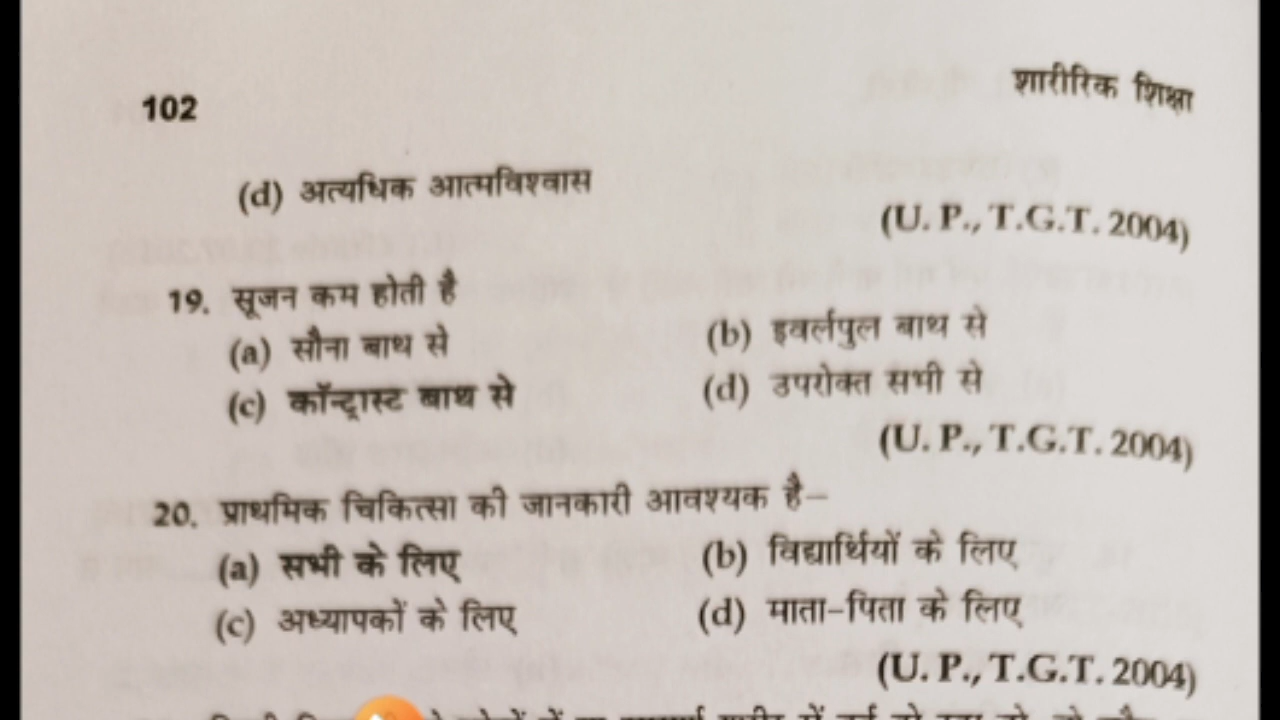 102
शारीरिक शिक्षा
(d) अत्यधिक आत्मविश्वास
(U. P., T.G.T. 2004)
19. सूजन कम होती है
(a) सौना बाथ से (b) इवर्लपुल बाथ से
(c) कॉन्ट्रास्ट बाथ से (d) उपरोक्त सभी से
(U. P., T.G.T. 2004)
20. प्राथमिक चिकित्सा की जानकारी आवश्यक है–
(a) सभी के लिए (b) विद्यार्थियों के लिए
(c) अध्यापकों के लिए (d) माता-पिता के लिए
(U. P., T.G.T. 2004)